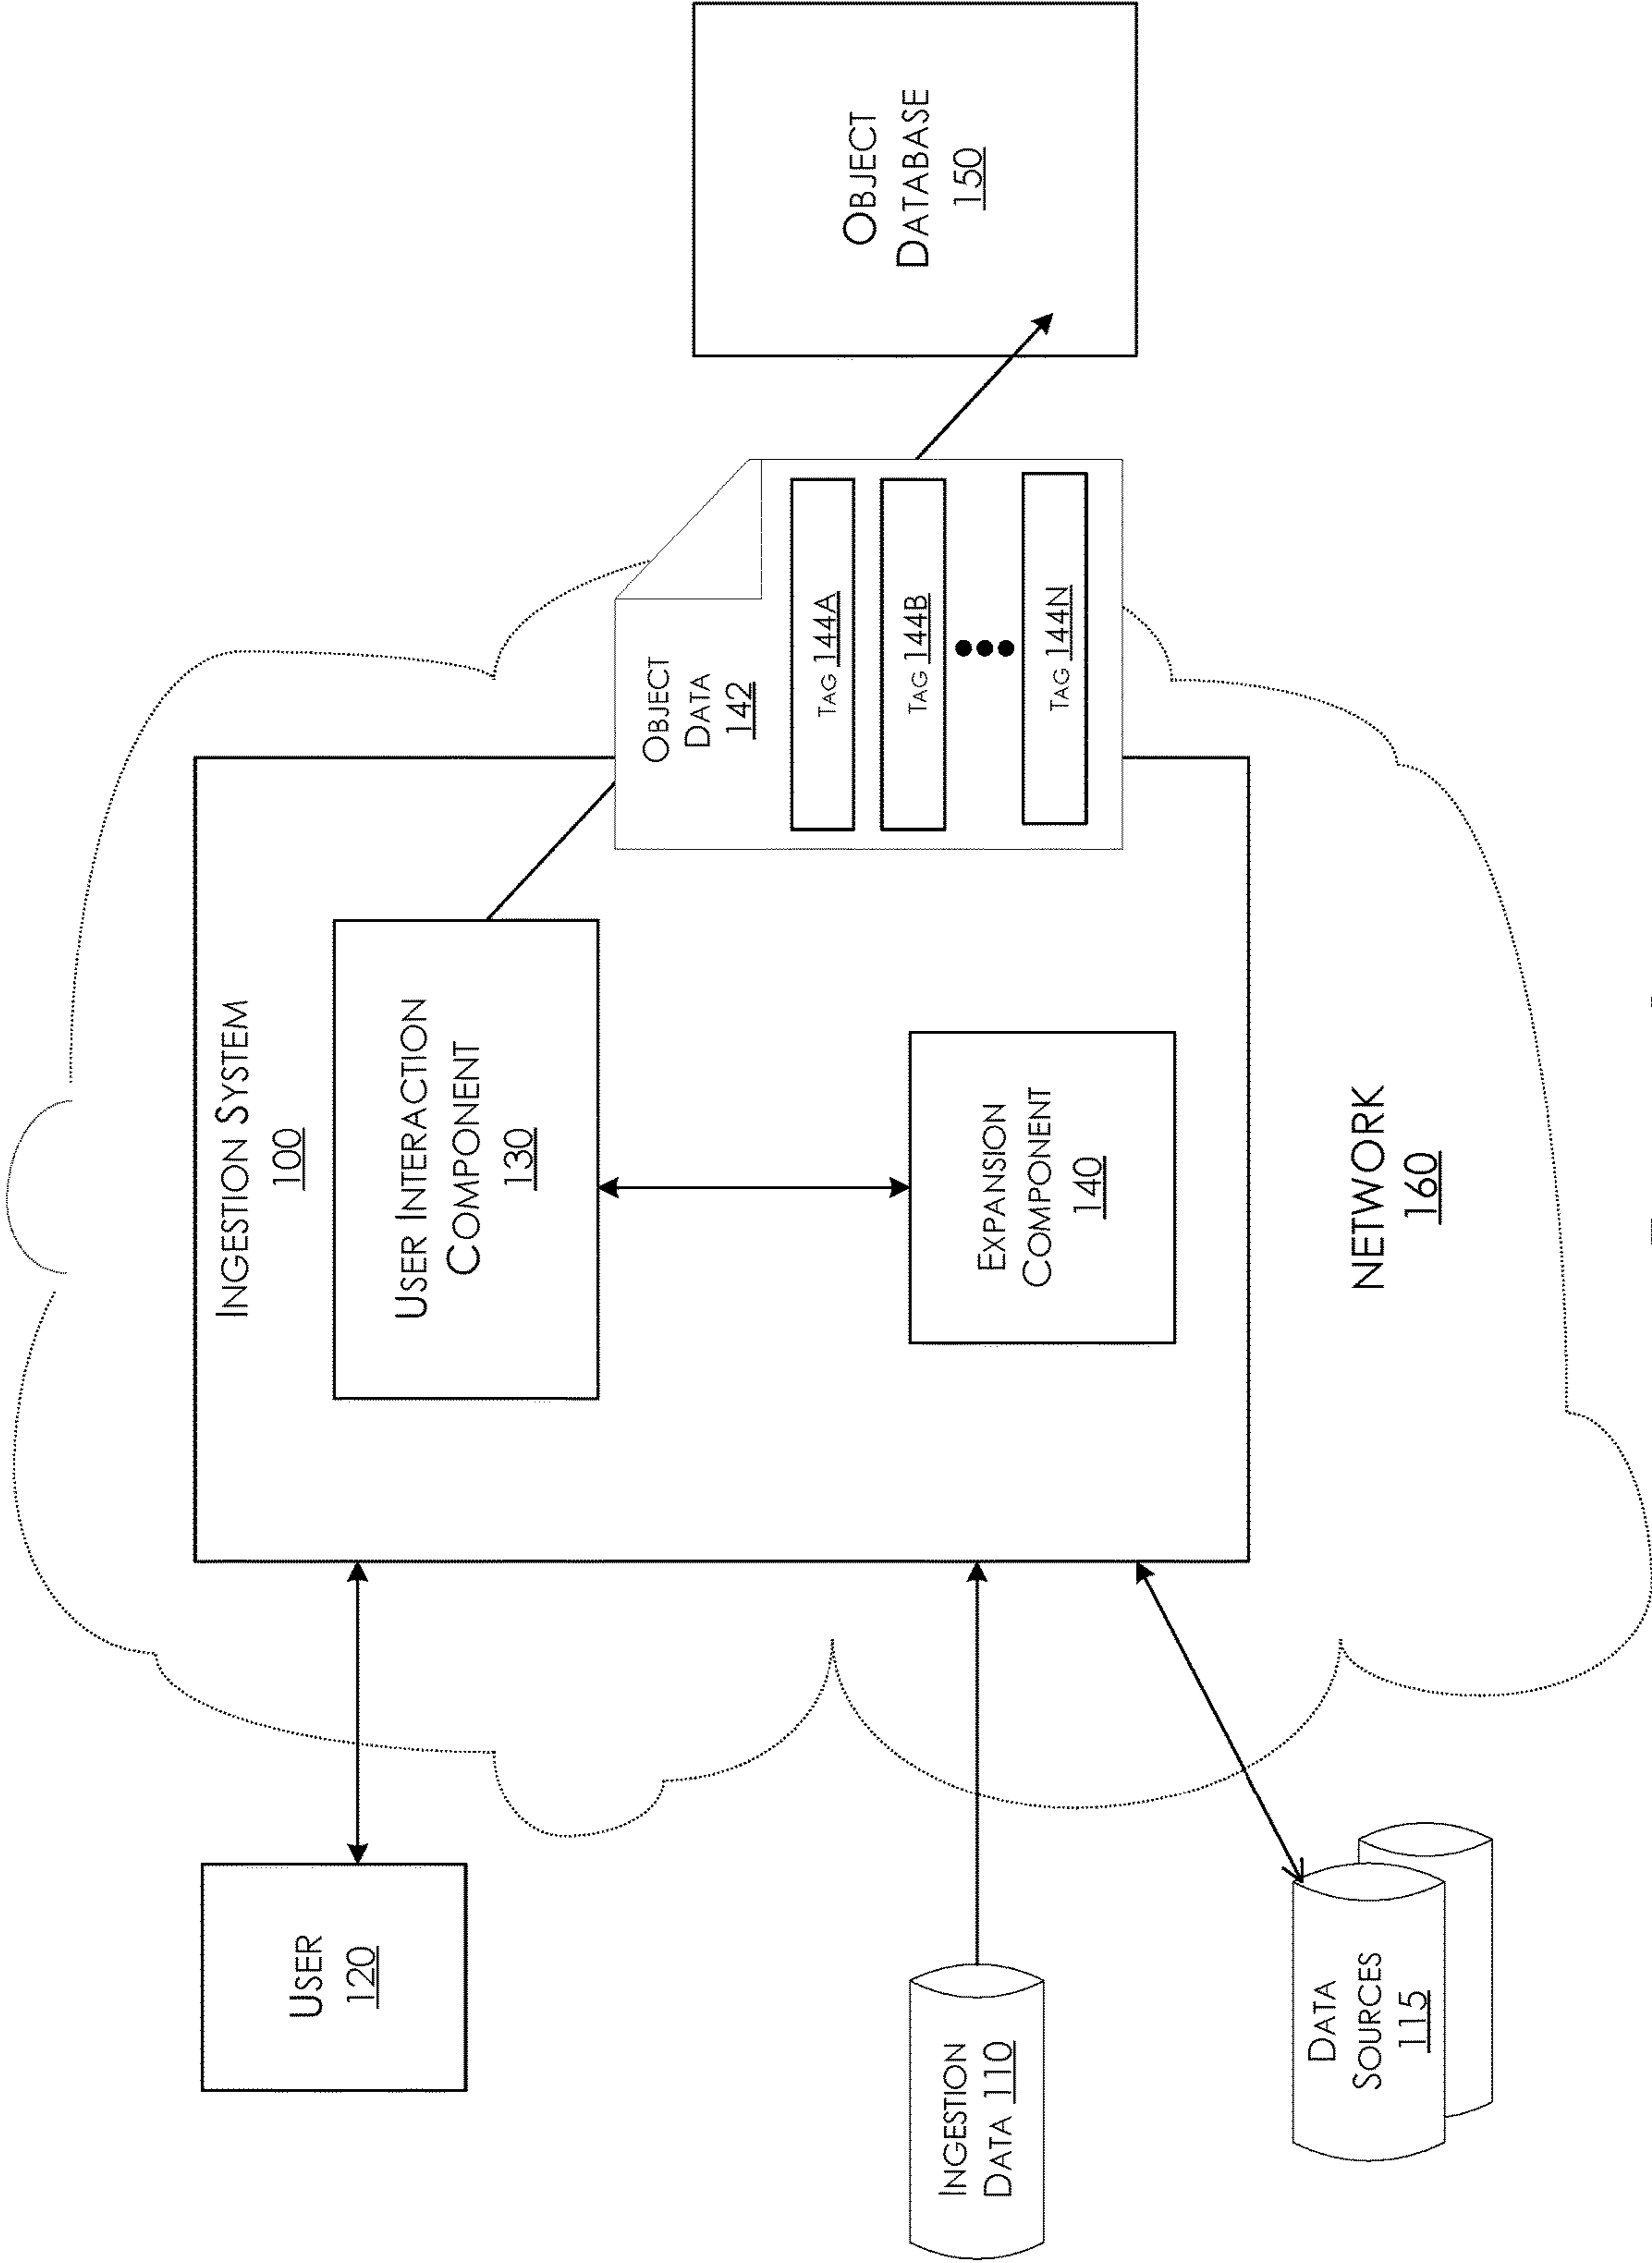 USER
120
INGESTION
DATA 110
DATA
SOURCES
115
INGESTION SYSTEM
100
USER INTERACTION
COMPONENT
130
EXPANSION
COMPONENT
140
NETWORK
160
OBJECT
DATA
142
TAG 144A
TAG 144B
TAG 144N
OBJECT
DATABASE
150